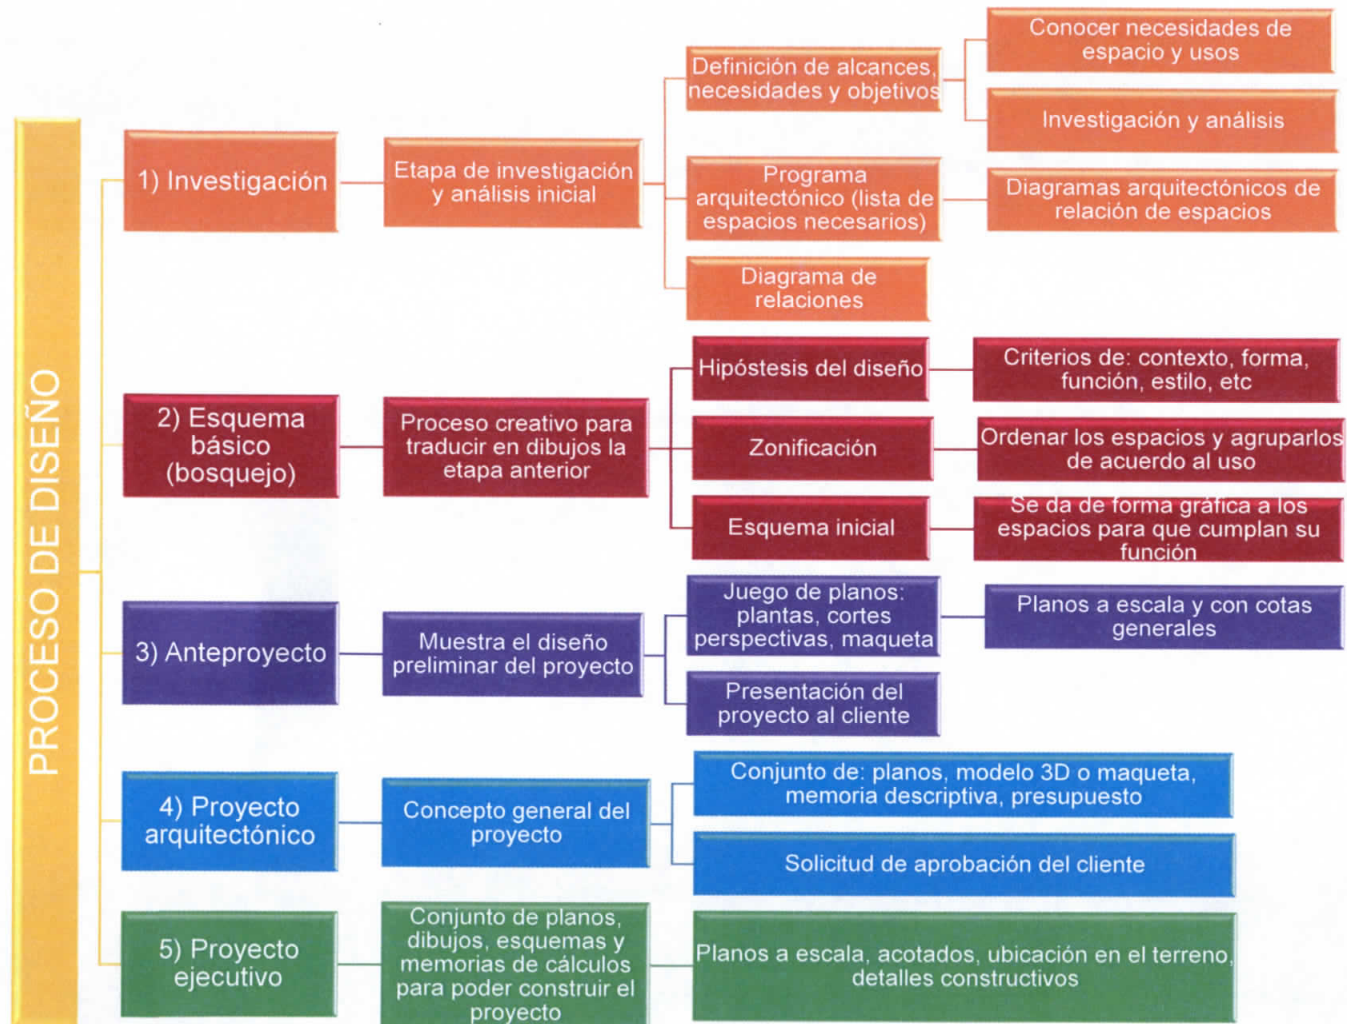 PROCESO DE DISEÑO
1) Investigación
Etapa de investigación
y análisis inicial
Definición de alcances,
necesidades y objetivos
Conocer necesidades de
espacio y usos
Investigación y análisis
Programa
arquitectónico (lista de
espacios necesarios)
Diagramas arquitectónicos de
relación de espacios
Diagrama de
relaciones
2) Esquema
básico
(bosquejo)
Proceso creativo para
traducir en dibujos la
etapa anterior
Hipóstesis del diseño
Criterios de: contexto, forma,
función, estilo, etc
Zonificación
Ordenar los espacios y agruparlos
de acuerdo al uso
Esquema inicial
Se da de forma gráfica a los
espacios para que cumplan su
función
3) Anteproyecto
Muestra el diseño
preliminar del proyecto
Juego de planos:
plantas, cortes
perspectivas, maqueta
Planos a escala y con cotas
generales
Presentación del
proyecto al cliente
4) Proyecto
arquitectónico
Concepto general del
proyecto
Conjunto de: planos, modelo 3D o maqueta,
memoria descriptiva, presupuesto
Solicitud de aprobación del cliente
5) Proyecto
ejecutivo
Conjunto de planos,
dibujos, esquemas y
memorias de cálculos
para poder construir el
proyecto
Planos a escala, acotados, ubicación en el terreno,
detalles constructivos